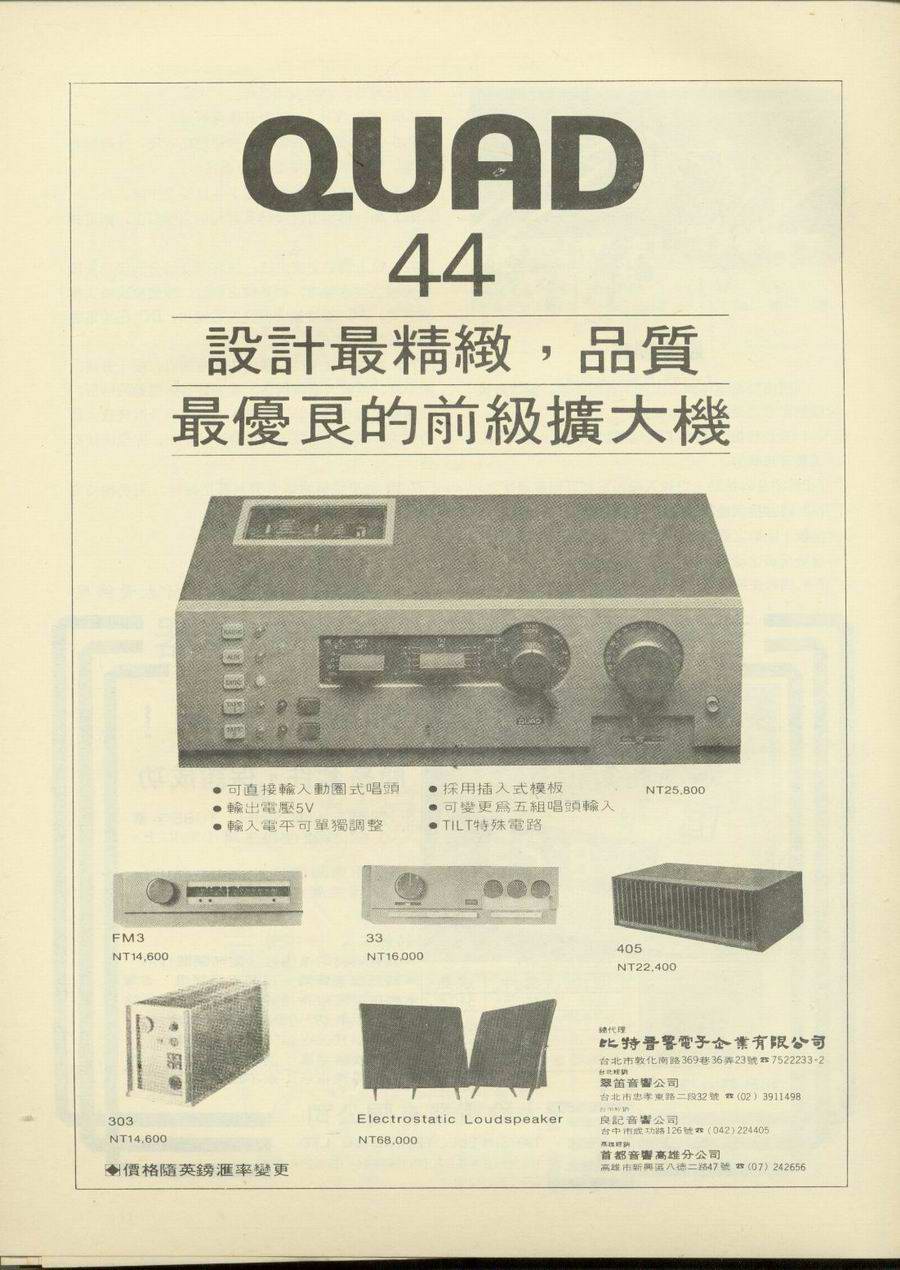 QUAD
44
設計最精緻，品質
最優良的前級擴大機
RADIO
AUX
DISC
TAPE 1
TAPE 2
QUAD
● 可直接輸入動圈式唱頭
● 輸出電壓5V
● 輸入電平可單獨調整
● 採用插入式模板
● 可變更爲五組唱頭輸入
● TILT特殊電路
NT25,800
FM3
NT14,600
33
NT16,000
405
NT22,400
303
NT14,600
Electrostatic Loudspeaker
NT68,000
◆價格隨英鎊滙率變更
總代理
比特音響電子企業有限公司
台北市敦化南路369巷36弄23號☎7522233-2
台北經銷
翠笛音響公司
台北市忠孝東路二段32號 ☎(02) 3911498
台中經銷
良記音響公司
台中市成功路126號☎(042)224405
高雄經銷
首都音響高雄分公司
高雄市新興區八德二路47號 ☎(07) 242656